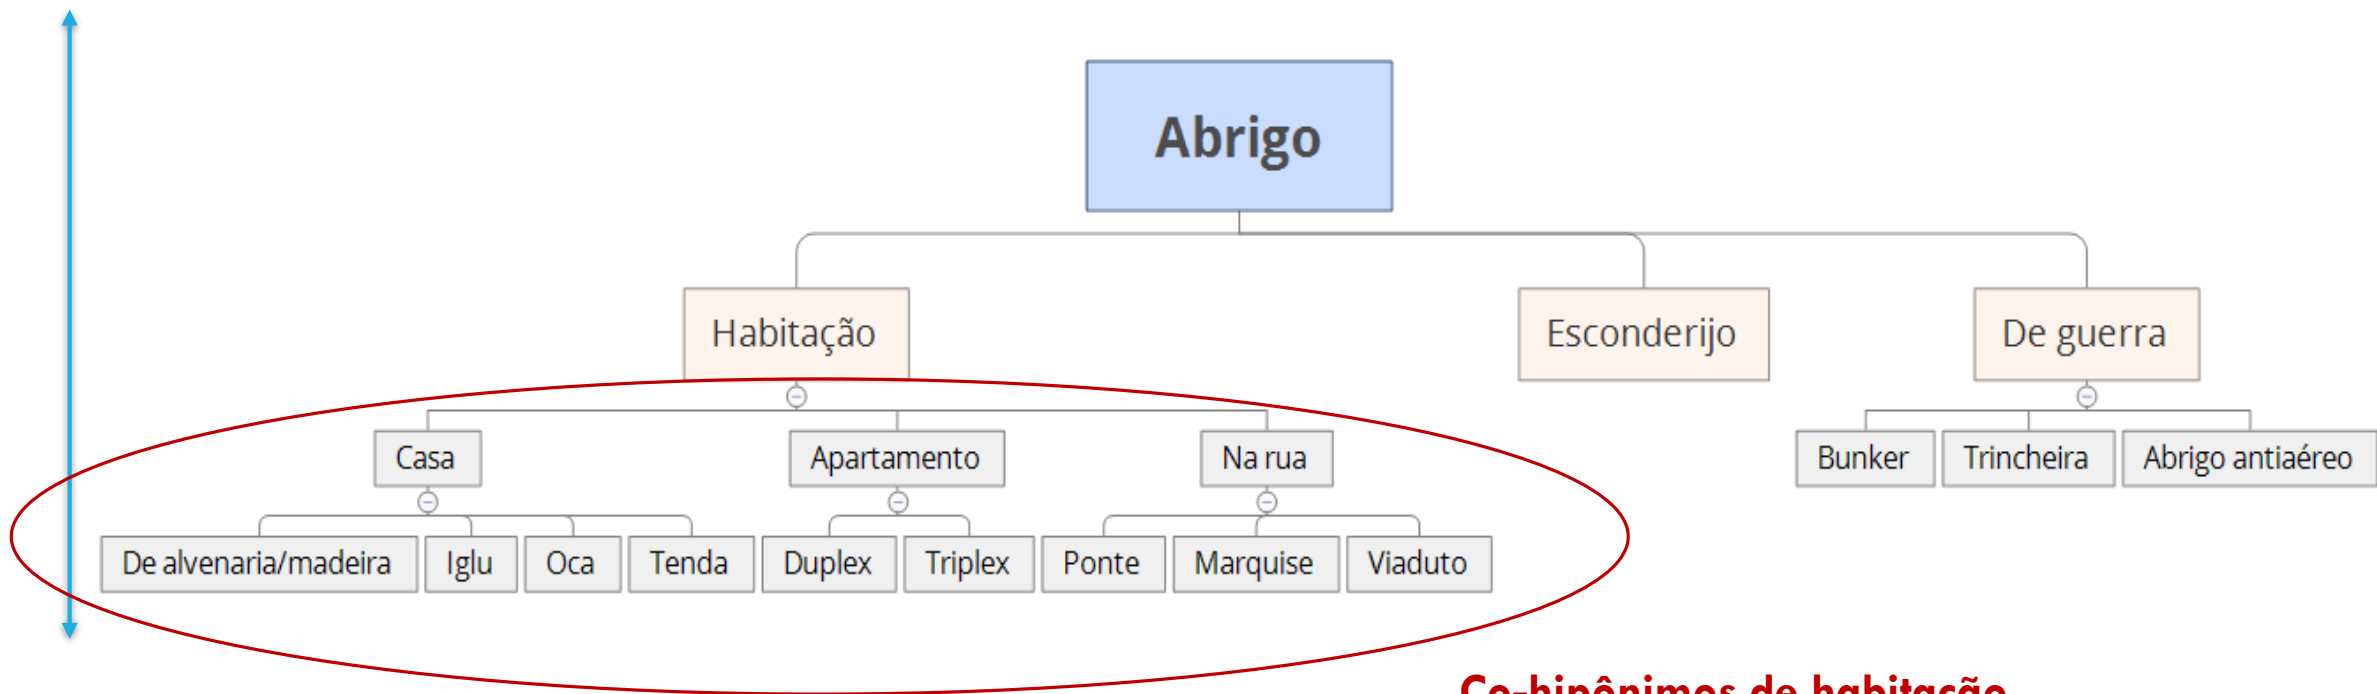 Abrigo
Habitação
Esconderijo
De guerra
Casa
Apartamento
Na rua
Bunker
Trincheira
Abrigo antiaéreo
De alvenaria/madeira
Iglu
Oca
Tenda
Duplex
Triplex
Ponte
Marquise
Viaduto
Co-hipônimos de habitação